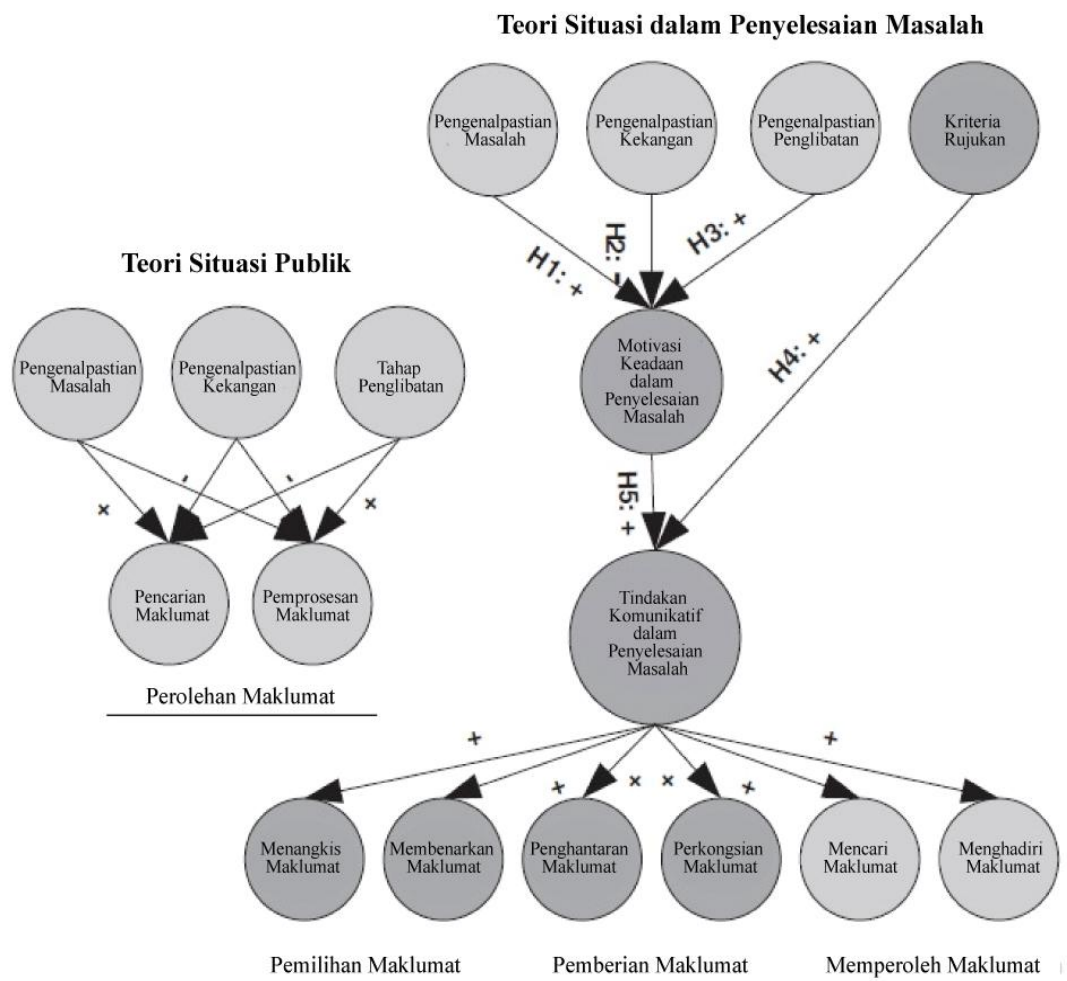 Teori Situasi dalam Penyelesaian Masalah
Pengenalpastian
Masalah
Pengenalpastian
Kekangan
Pengenalpastian
Penglibatan
Kriteria
Rujukan
H1: +
H2: -
H3: +
H4: +
Motivasi
Keadaan
dalam
Penyelesaian
Masalah
H5: +
Tindakan
Komunikatif
dalam
Penyelesaian
Masalah
+
+
+
+
+
+
Menangkis
Maklumat
Membenarkan
Maklumat
Penghantaran
Maklumat
Perkongsian
Maklumat
Mencari
Maklumat
Menghadiri
Maklumat
Pemilihan Maklumat
Pemberian Maklumat
Memperoleh Maklumat
Teori Situasi Publik
Pengenalpastian
Masalah
Pengenalpastian
Kekangan
Tahap
Penglibatan
+
-
-
+
Pencarian
Maklumat
Pemprosesan
Maklumat
Perolehan Maklumat